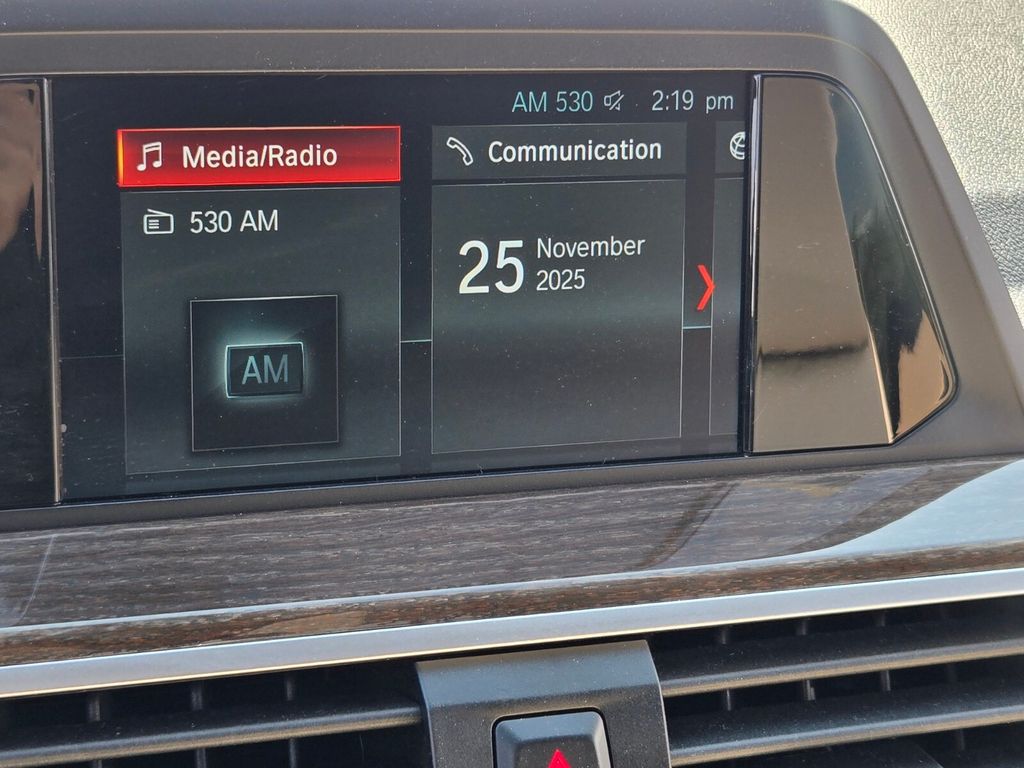 AM 530 2:19 pm
Media/Radio
Communication
530 AM
25 November
2025
AM